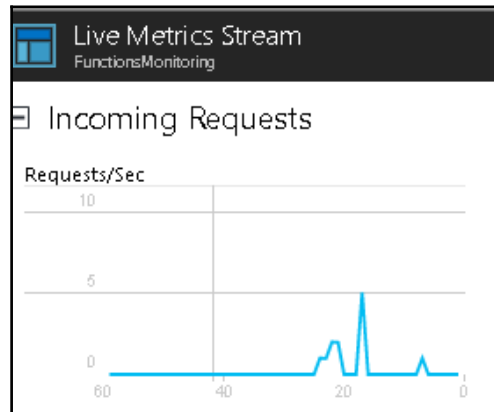 Live Metrics Stream
FunctionsMonitoring
Incoming Requests
Requests/Sec
10
5
0
60 40 20 0